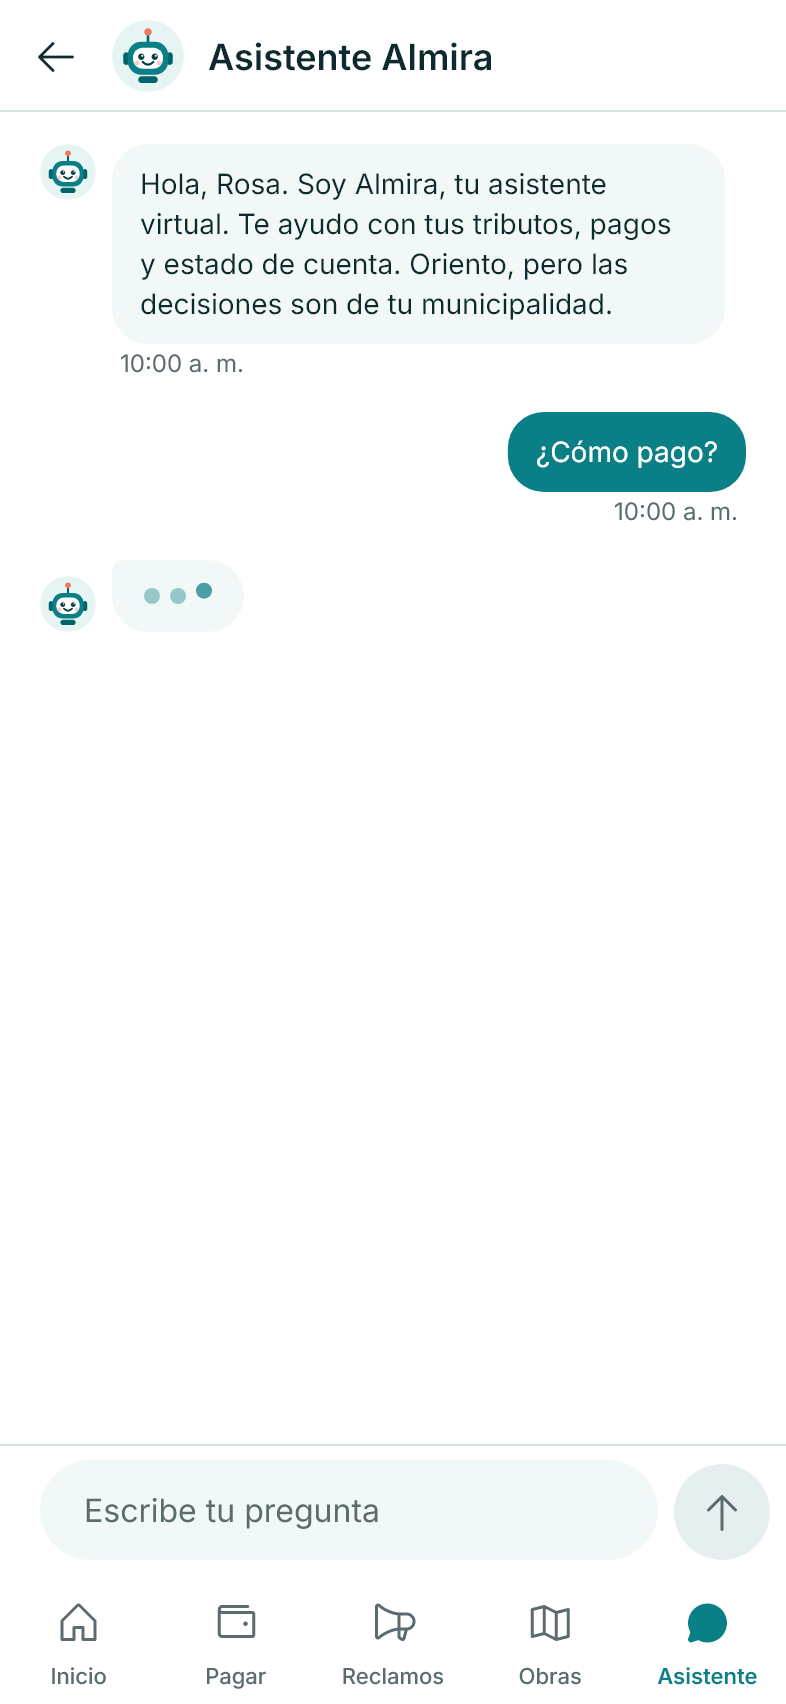 Asistente Almira
Hola, Rosa. Soy Almira, tu asistente
virtual. Te ayudo con tus tributos, pagos
y estado de cuenta. Oriento, pero las
decisiones son de tu municipalidad.
10:00 a. m.
¿Cómo pago?
10:00 a. m.
Escribe tu pregunta
Inicio
Pagar
Reclamos
Obras
Asistente